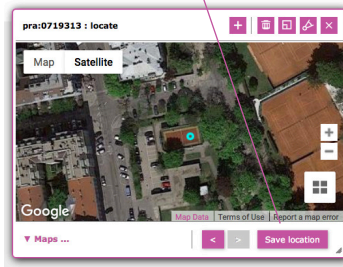 pra:0719313 : locate
Map Satellite
Google
Map Data Terms of Use Report a map error
▼ Maps ... < > Save location